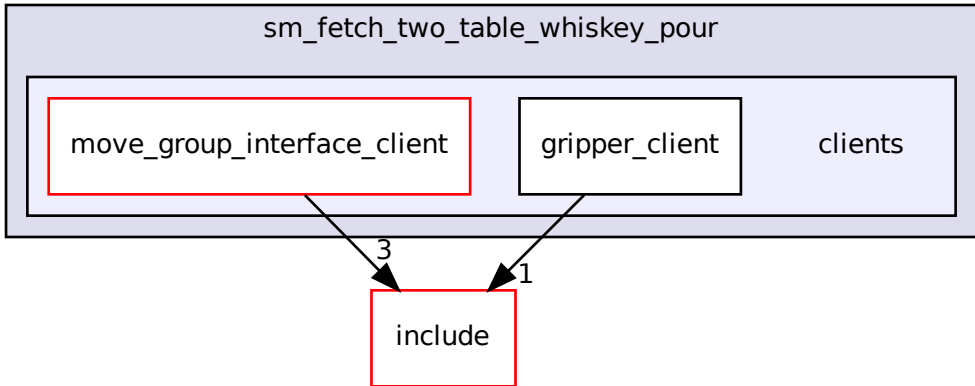 sm_fetch_two_table_whiskey_pour
move_group_interface_client
gripper_client
clients
3
1
include